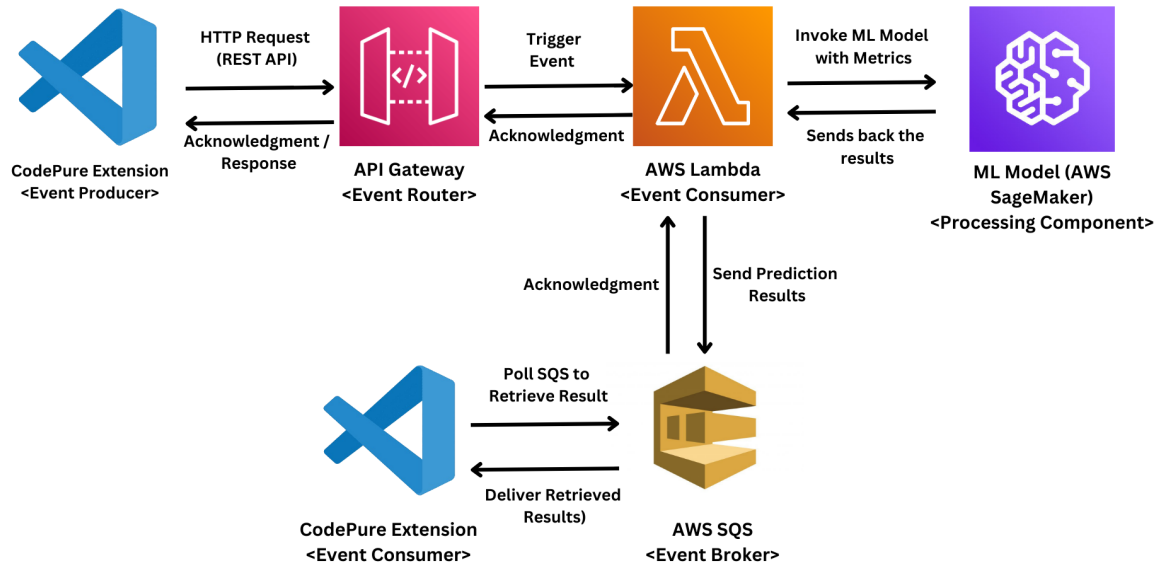 HTTP Request
(REST API)
Acknowledgment /
Response
CodePure Extension
<Event Producer>
</>
API Gateway
<Event Router>
Trigger
Event
Acknowledgment
AWS Lambda
<Event Consumer>
Invoke ML Model
with Metrics
Sends back the
results
ML Model (AWS
SageMaker)
<Processing Component>
Acknowledgment
Send Prediction
Results
Poll SQS to
Retrieve Result
Deliver Retrieved
Results)
CodePure Extension
<Event Consumer>
AWS SQS
<Event Broker>